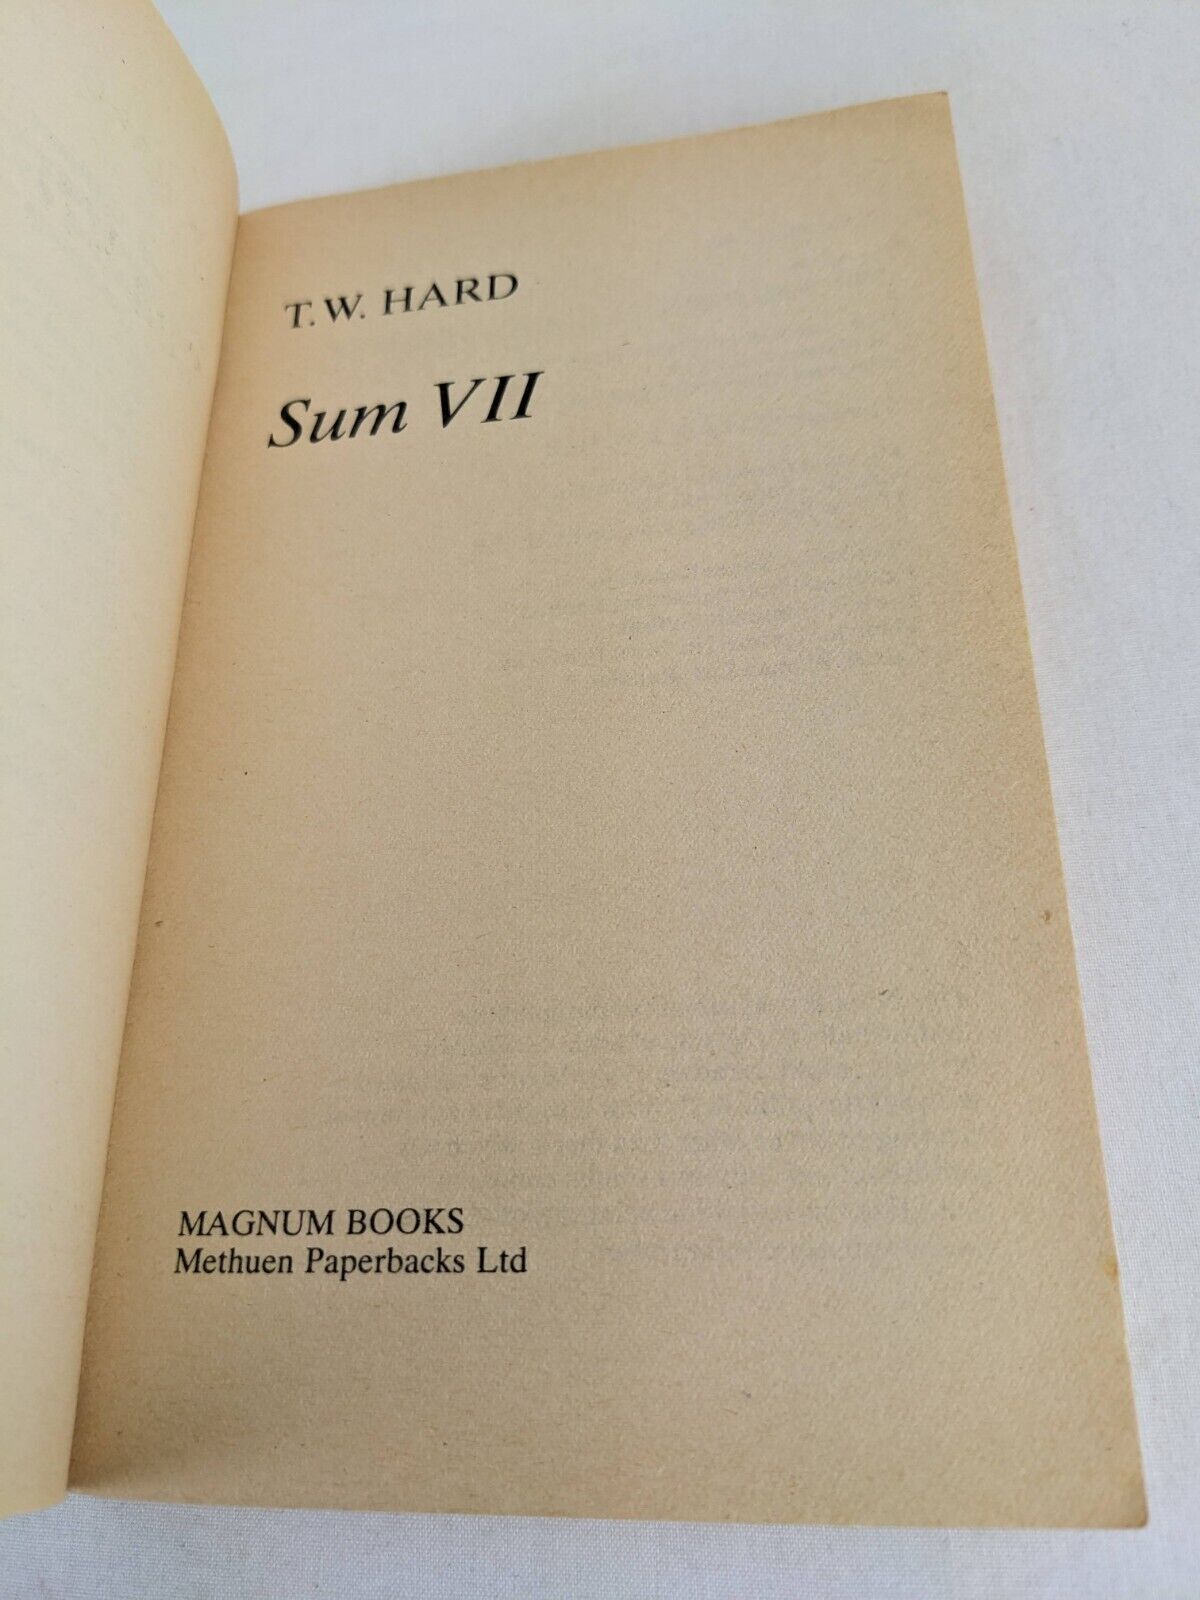 T.W. HARD
Sum VII
MAGNUM BOOKS
Methuen Paperbacks Ltd